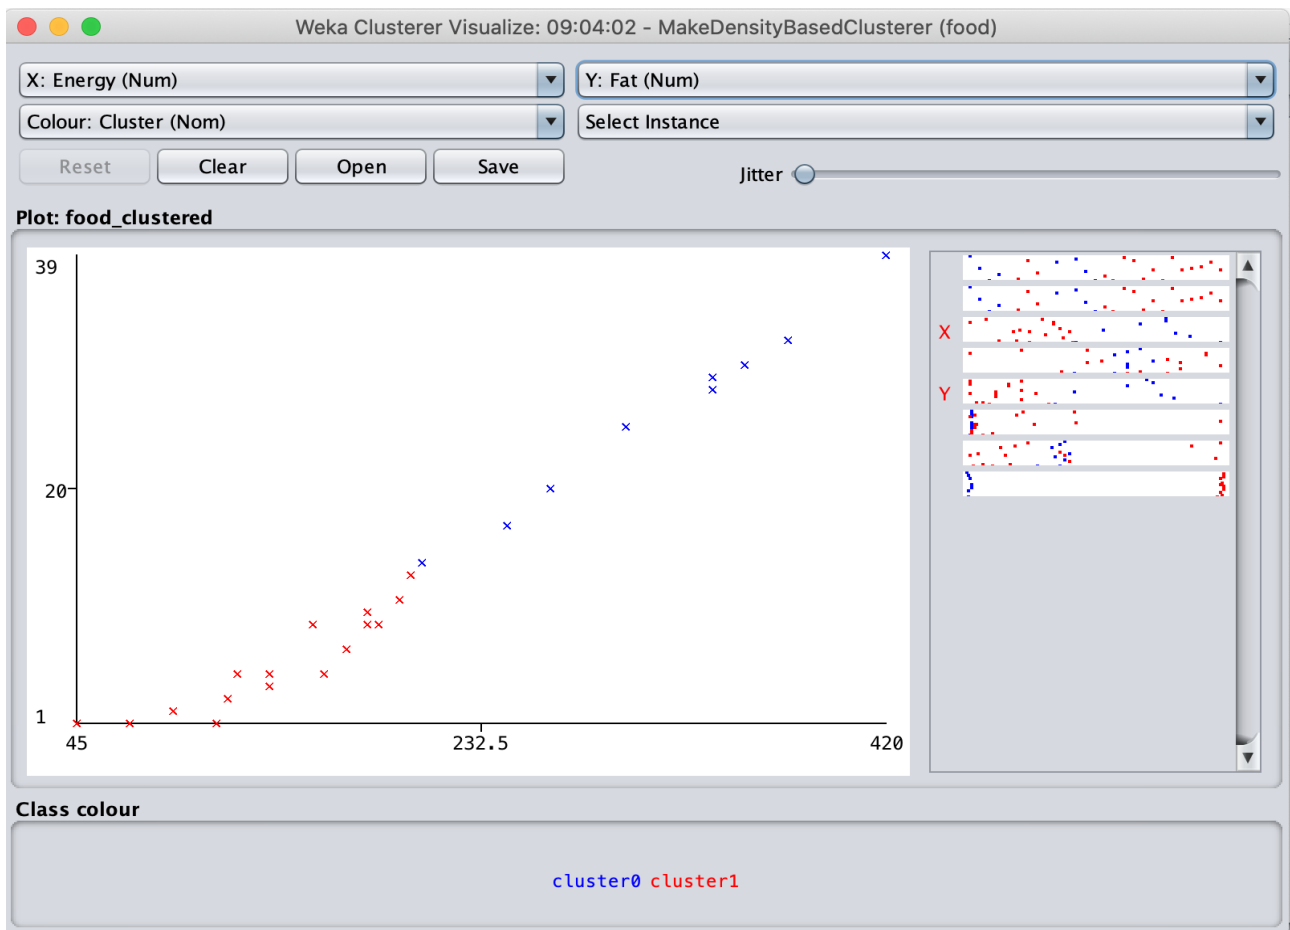 Weka Clusterer Visualize: 09:04:02 - MakeDensityBasedClusterer (food)
X: Energy (Num) Y: Fat (Num)
Colour: Cluster (Nom) Select Instance
Reset Clear Open Save Jitter
Plot: food_clustered
39
X
Y
20
1
45 232.5 420
Class colour
cluster0 cluster1